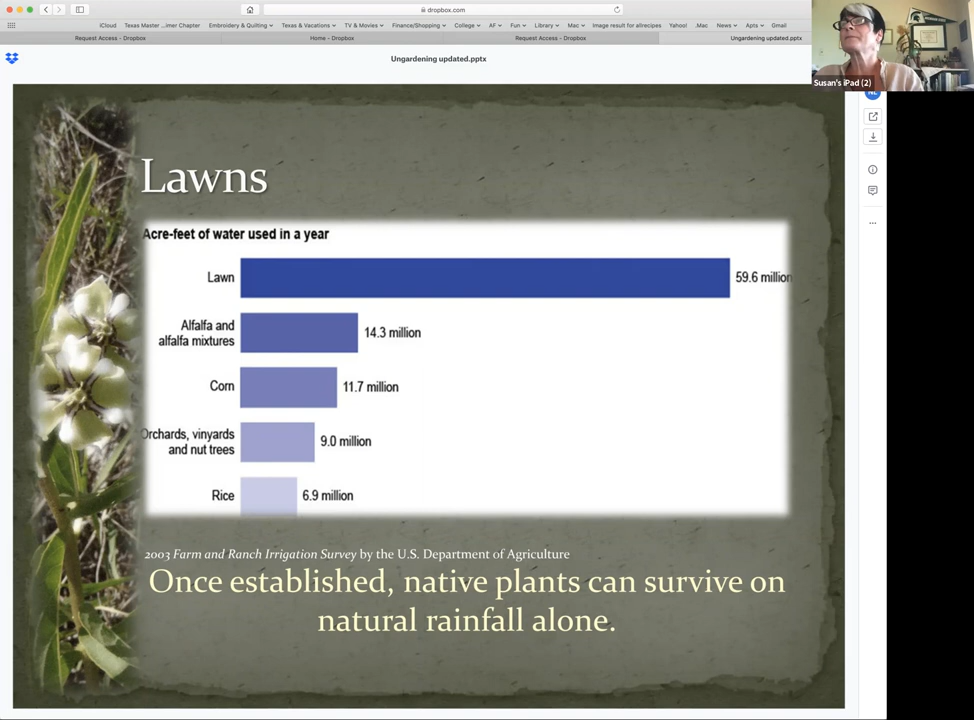 dropbox.com
iCloud Texas Master ...imer Chapter Embroidery & Quilting Texas & Vacations TV & Movies Finance/Shopping College AF Fun Library Mac Image result for allrecipes Yahoo! .Mac News Apts Gmail
Request Access - Dropbox Home - Dropbox Request Access - Dropbox Ungardening updated.pptx
Ungardening updated.pptx
Susan's iPad (2)
NL
Lawns
Acre-feet of water used in a year
Lawn 59.6 million
Alfalfa and
alfalfa mixtures 14.3 million
Corn 11.7 million
Orchards, vinyards
and nut trees 9.0 million
Rice 6.9 million
2003 Farm and Ranch Irrigation Survey by the U.S. Department of Agriculture
Once established, native plants can survive on
natural rainfall alone.